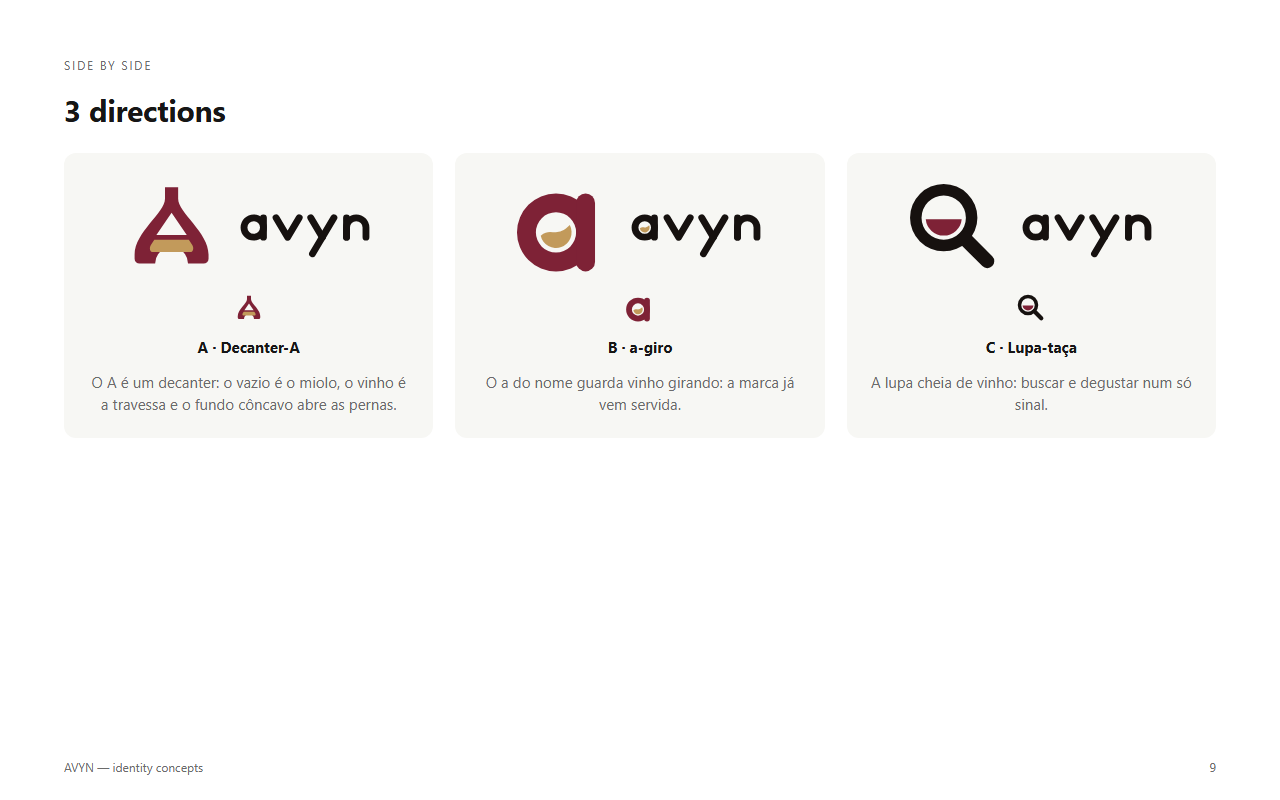 SIDE BY SIDE
3 directions
avyn
avyn
avyn
A · Decanter-A
O A é um decanter: o vazio é o miolo, o vinho é
a travessa e o fundo côncavo abre as pernas.
B · a-giro
O a do nome guarda vinho girando: a marca já
vem servida.
C · Lupa-taça
A lupa cheia de vinho: buscar e degustar num só
sinal.
AVYN — identity concepts
9